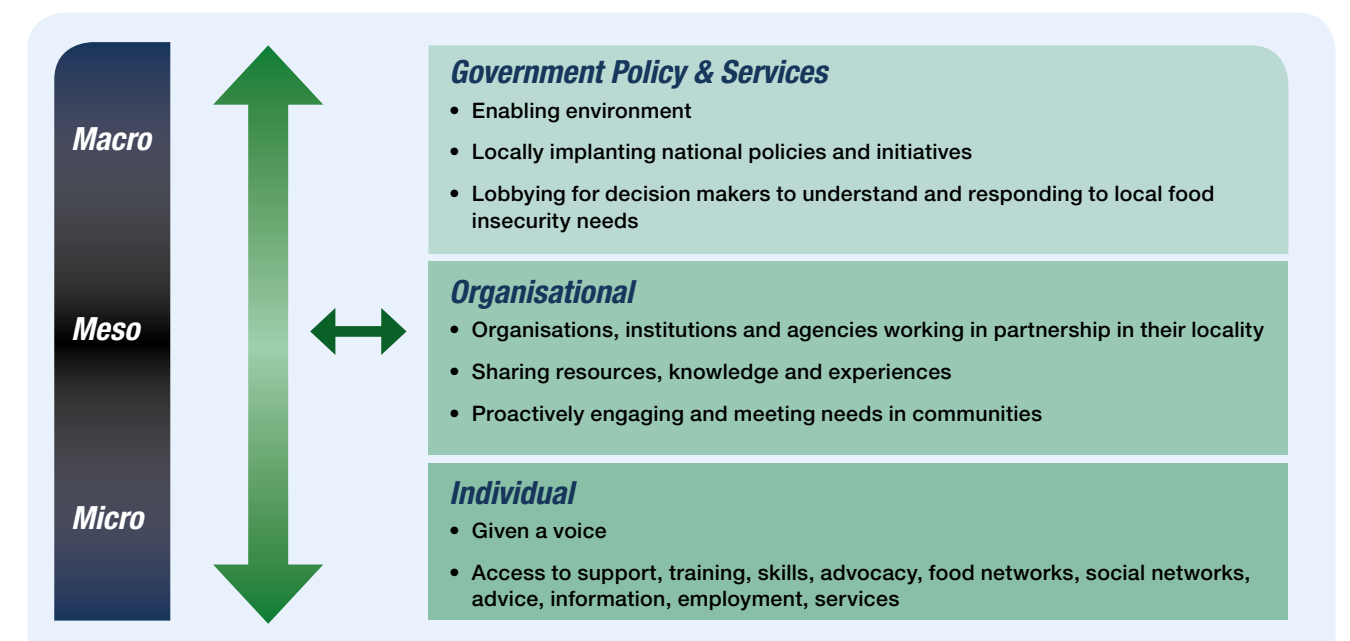 Macro
Government Policy & Services
• Enabling environment
• Locally implanting national policies and initiatives
• Lobbying for decision makers to understand and responding to local food
insecurity needs
Meso
Organisational
• Organisations, institutions and agencies working in partnership in their locality
• Sharing resources, knowledge and experiences
• Proactively engaging and meeting needs in communities
Micro
Individual
• Given a voice
• Access to support, training, skills, advocacy, food networks, social networks,
advice, information, employment, services